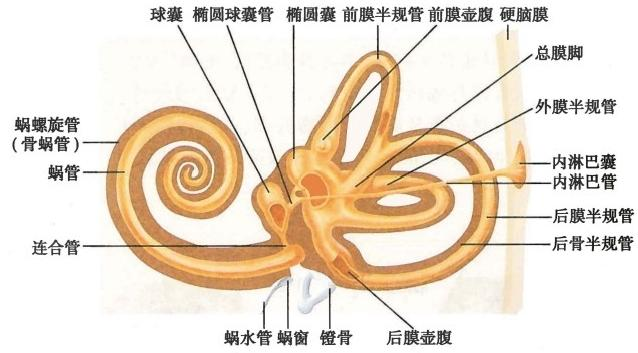 球囊 椭圆球囊管 椭圆囊 前膜半规管 前膜壶腹 硬脑膜
总膜脚
外膜半规管
蜗螺旋管
(骨蜗管)
蜗管
内淋巴囊
内淋巴管
后膜半规管
连合管
后骨半规管
蜗水管 蜗窗 镫骨 后膜壶腹